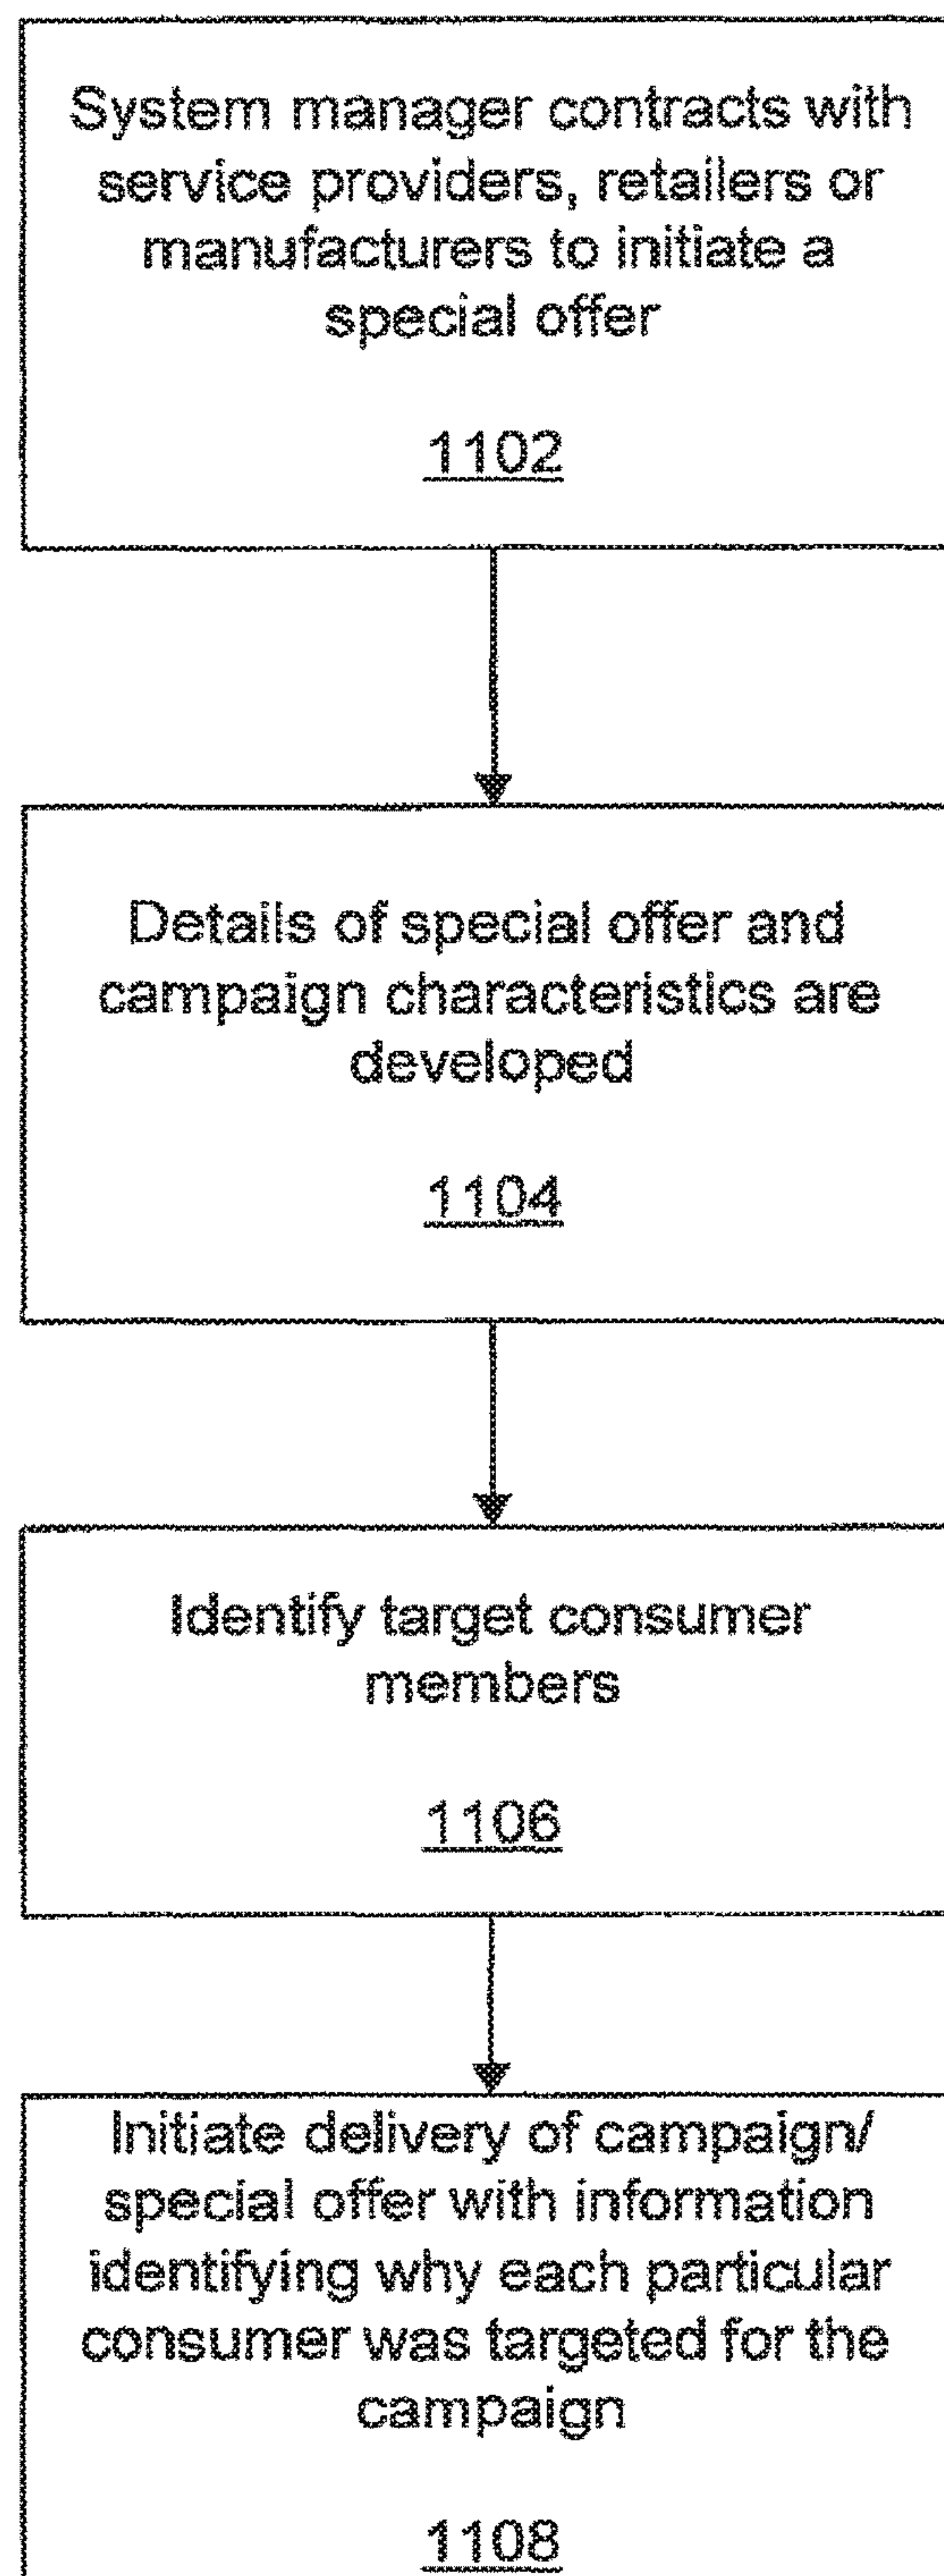 System manager contracts with
service providers, retailers or
manufacturers to initiate a
special offer
1102
Details of special offer and
campaign characteristics are
developed
1104
Identify target consumer
members
1106
Initiate delivery of campaign/
special offer with information
identifying why each particular
consumer was targeted for the
campaign
1108